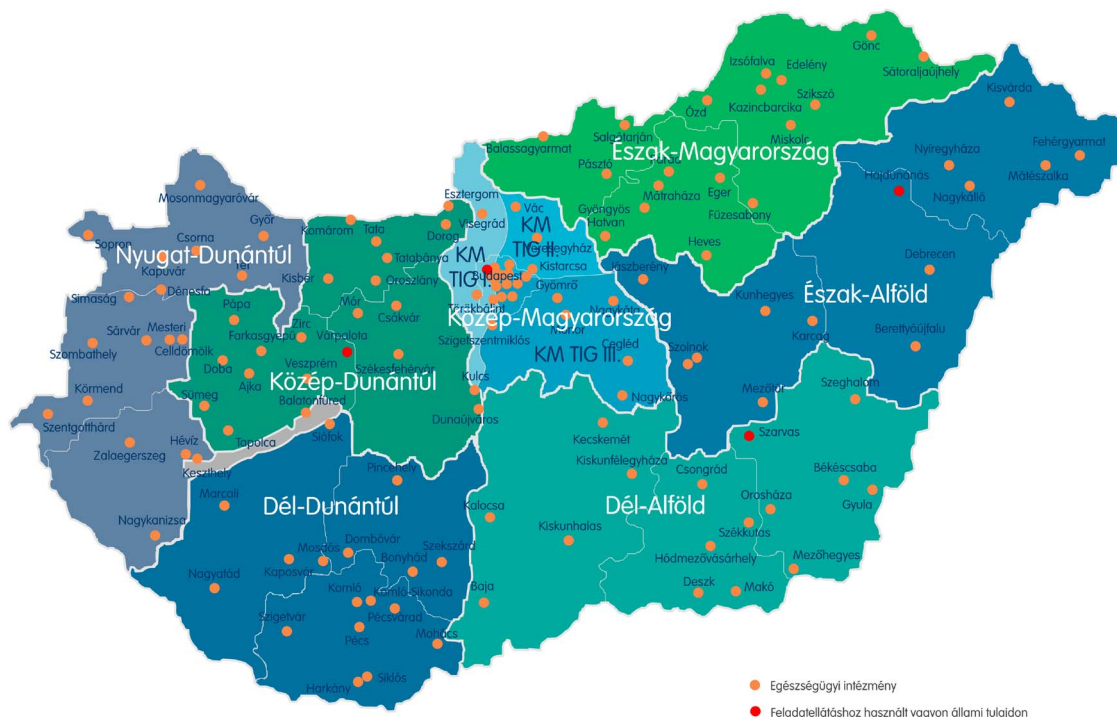 Gönc
Izsófalva
Edelény
Sátoraljaújhely
Szikszó
Kisvárda
Ózd
Kazincbarcika
Miskolc
Salgótarján
Balassagyarmat
Észak-Magyarország
Fehérgyarmat
Nyíregyháza
Pásztó
Mátészalka
Hajdúnánás
Mátraháza
Eger
Nagykálló
Mosonmagyaróvár
Esztergom
Gyöngyös
Füzesabony
Győr
Visegrád
Vác
Hatvan
Komárom
Tata
Dorog
KM
TIG II.
Sopron
Csorna
Nyugat-Dunántúl
Kapuvár
Tét
Tatabánya
KM
TIG I.
Heves
Debrecen
Kisbér
Oroszlány
Budapest
Kistarcsa
Jászberény
Simaság
Dénesfa
Mór
Csákvár
Törökbálint
Gyömrő
Nagykáta
Kunhegyes
Észak-Alföld
Pápa
Közép-Magyarország
Monor
Karcag
Berettyóújfalu
Sárvár
Mesteri
Farkasgyepű
Zirc
Várpalota
Szigetszentmiklós
KM TIG III.
Cegléd
Szolnok
Szombathely
Celldömölk
Doba
Veszprém
Székesfehérvár
Ajka
Közép-Dunántúl
Kulcs
Körmend
Sümeg
Balatonfüred
Nagykőrös
Mezőtúr
Szeghalom
Szentgotthárd
Dunaújváros
Siófok
Tapolca
Hévíz
Kecskemét
Szarvas
Zalaegerszeg
Keszthely
Pincehely
Kiskunfélegyháza
Csongrád
Békéscsaba
Marcali
Dél-Dunántúl
Kalocsa
Dél-Alföld
Orosháza
Gyula
Nagykanizsa
Kiskunhalas
Székkutas
Mosdós
Dombóvár
Bonyhád
Szekszárd
Hódmezővásárhely
Mezőhegyes
Kaposvár
Nagyatád
Komló
Komló-Sikonda
Baja
Deszk
Makó
Szigetvár
Pécsvárad
Pécs
Mohács
Siklós
Harkány
Egészségügyi intézmény
Feladatellátáshoz használt vagyon állami tulajdon